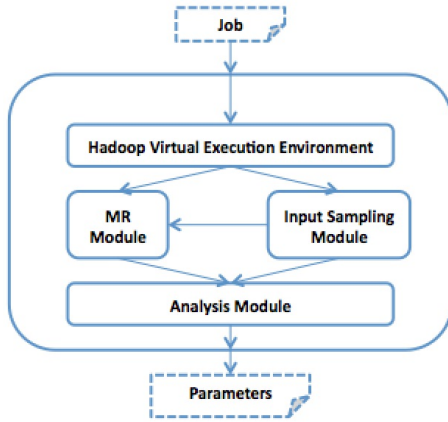 Job
Hadoop Virtual Execution Environment
MR
Module
Input Sampling
Module
Analysis Module
Parameters